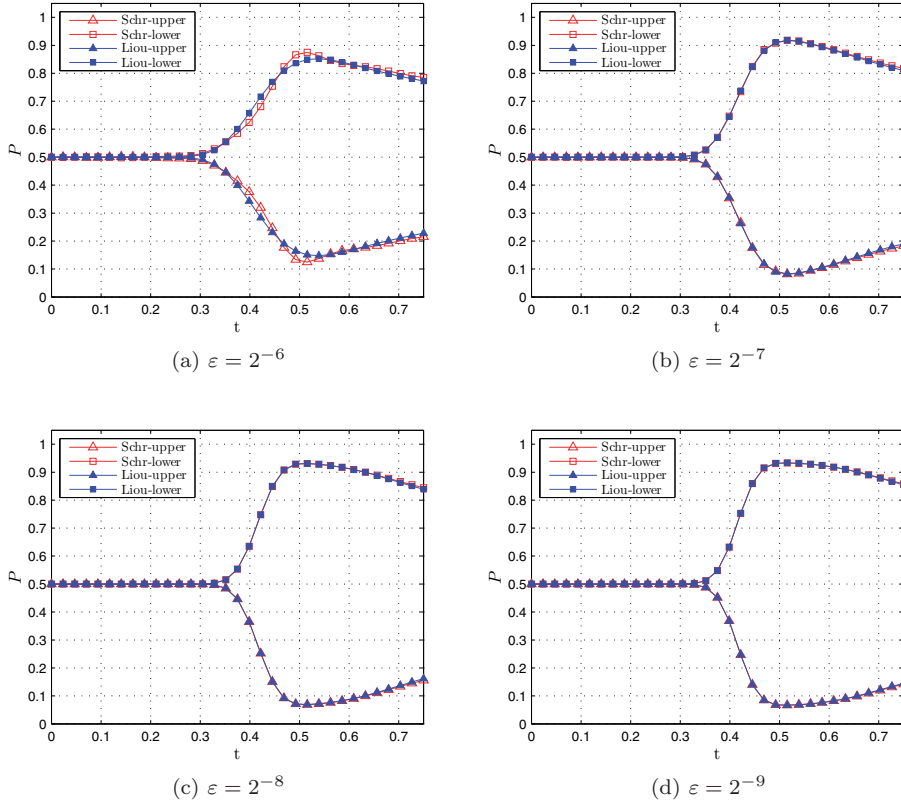 Schr-upper
Schr-lower
Liou-upper
Liou-lower
1
0.9
0.8
0.7
0.6
0.5
0.4
0.3
0.2
0.1
0
P
0 0.1 0.2 0.3 0.4 0.5 0.6 0.7
t
(a) ε = 2⁻⁶
Schr-upper
Schr-lower
Liou-upper
Liou-lower
1
0.9
0.8
0.7
0.6
0.5
0.4
0.3
0.2
0.1
0
P
0 0.1 0.2 0.3 0.4 0.5 0.6 0.7
t
(b) ε = 2⁻⁷
Schr-upper
Schr-lower
Liou-upper
Liou-lower
1
0.9
0.8
0.7
0.6
0.5
0.4
0.3
0.2
0.1
0
P
0 0.1 0.2 0.3 0.4 0.5 0.6 0.7
t
(c) ε = 2⁻⁸
Schr-upper
Schr-lower
Liou-upper
Liou-lower
1
0.9
0.8
0.7
0.6
0.5
0.4
0.3
0.2
0.1
0
P
0 0.1 0.2 0.3 0.4 0.5 0.6 0.7
t
(d) ε = 2⁻⁹